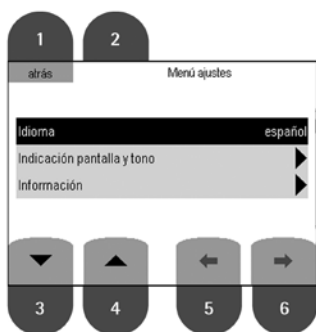 1 2
atrás Menú ajustes
Idioma español
Indicación pantalla y tono
Información
3 4 5 6